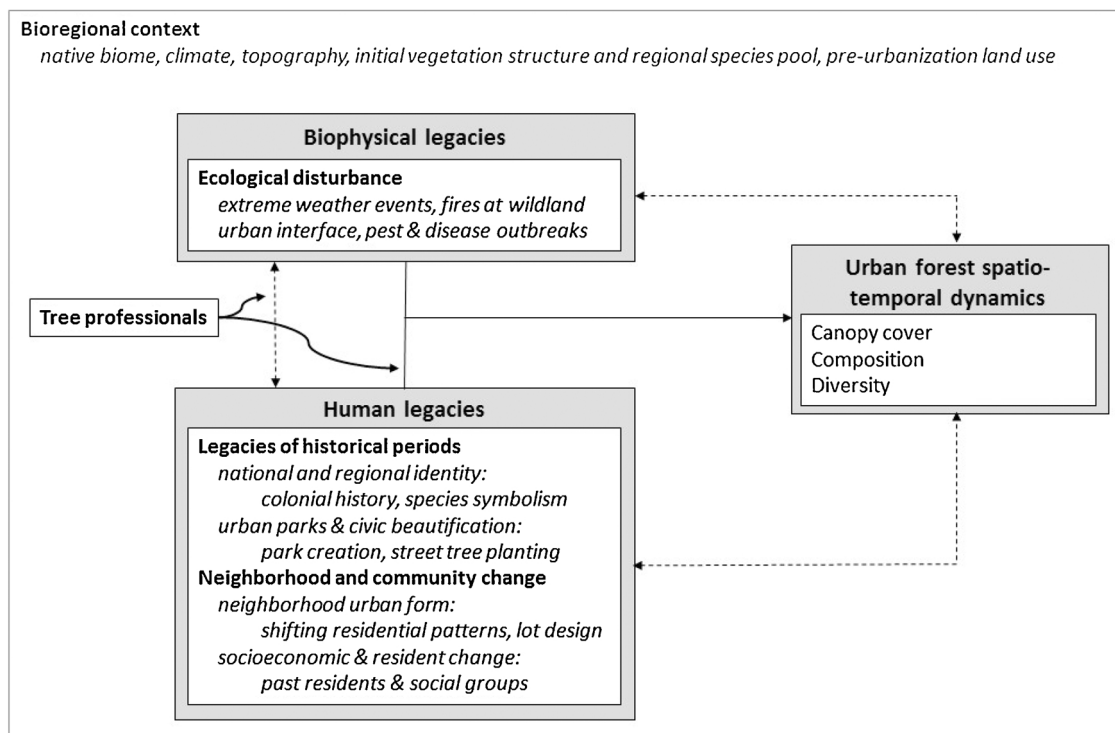 Bioregional context
native biome, climate, topography, initial vegetation structure and regional species pool, pre-urbanization land use
Biophysical legacies
Ecological disturbance
extreme weather events, fires at wildland
urban interface, pest & disease outbreaks
Tree professionals
Urban forest spatio-
temporal dynamics
Canopy cover
Composition
Diversity
Human legacies
Legacies of historical periods
national and regional identity:
colonial history, species symbolism
urban parks & civic beautification:
park creation, street tree planting
Neighborhood and community change
neighborhood urban form:
shifting residential patterns, lot design
socioeconomic & resident change:
past residents & social groups